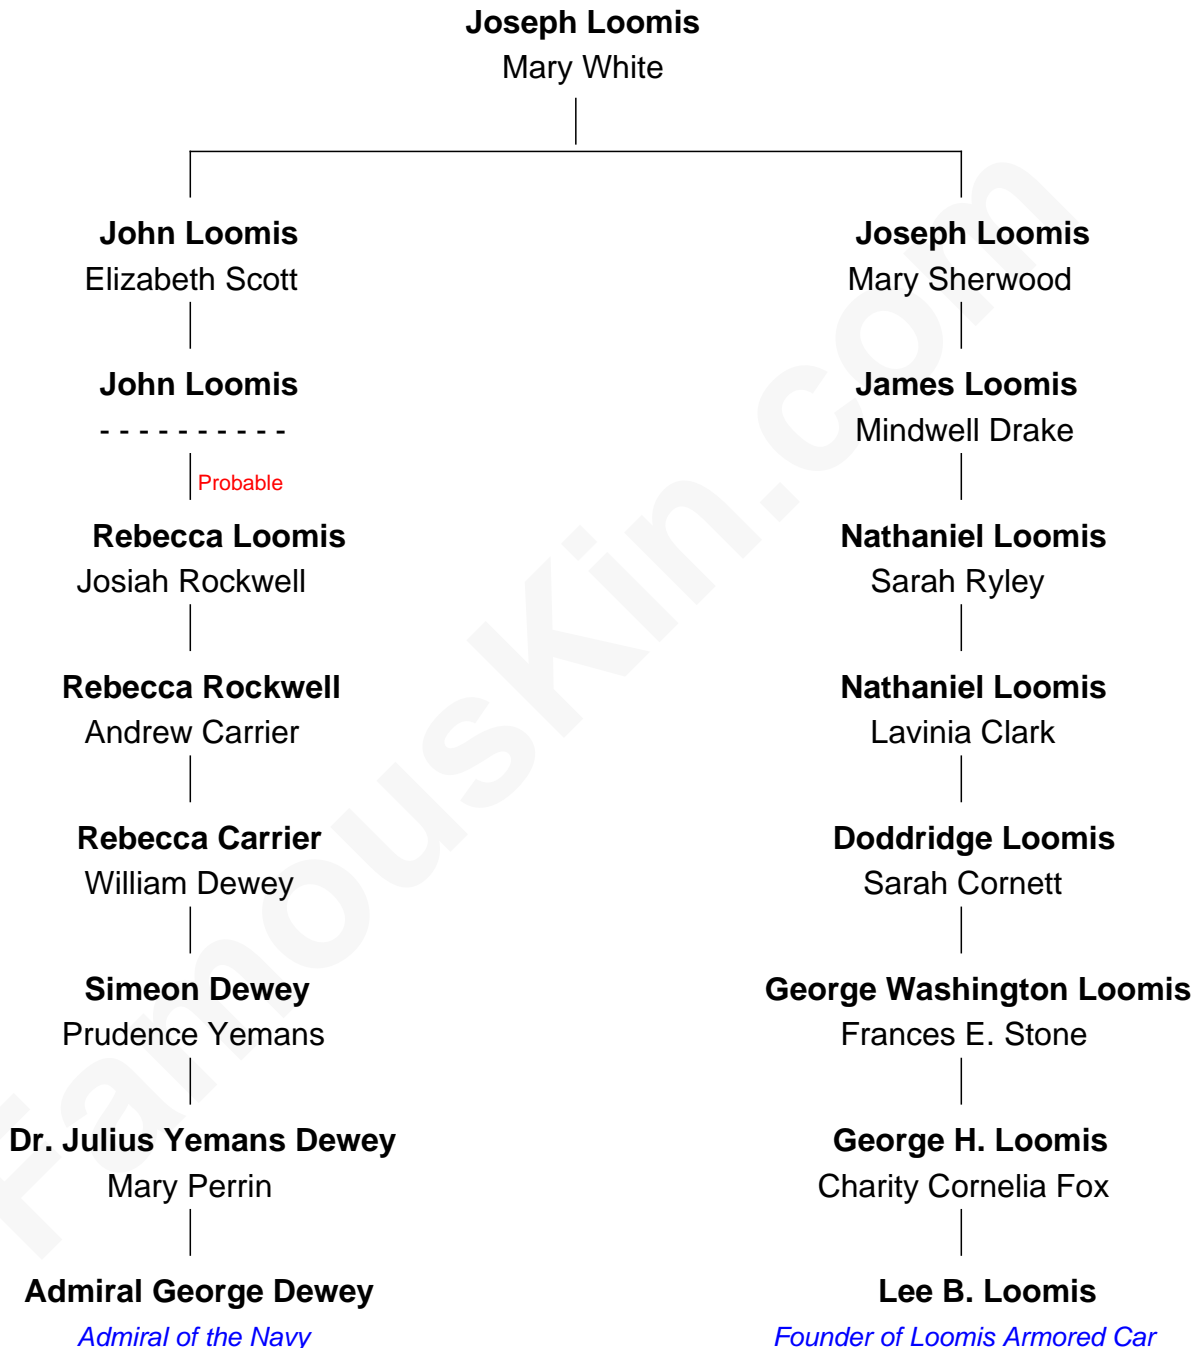 Joseph Loomis
Mary White
John Loomis
Elizabeth Scott
Joseph Loomis
Mary Sherwood
John Loomis
- - - - - - - - - -
James Loomis
Mindwell Drake
Probable
Rebecca Loomis
Josiah Rockwell
Nathaniel Loomis
Sarah Ryley
Rebecca Rockwell
Andrew Carrier
Nathaniel Loomis
Lavinia Clark
Rebecca Carrier
William Dewey
Doddridge Loomis
Sarah Cornett
Simeon Dewey
Prudence Yemans
George Washington Loomis
Frances E. Stone
Dr. Julius Yemans Dewey
Mary Perrin
George H. Loomis
Charity Cornelia Fox
Admiral George Dewey
Admiral of the Navy
Lee B. Loomis
Founder of Loomis Armored Car
FamousKin.com